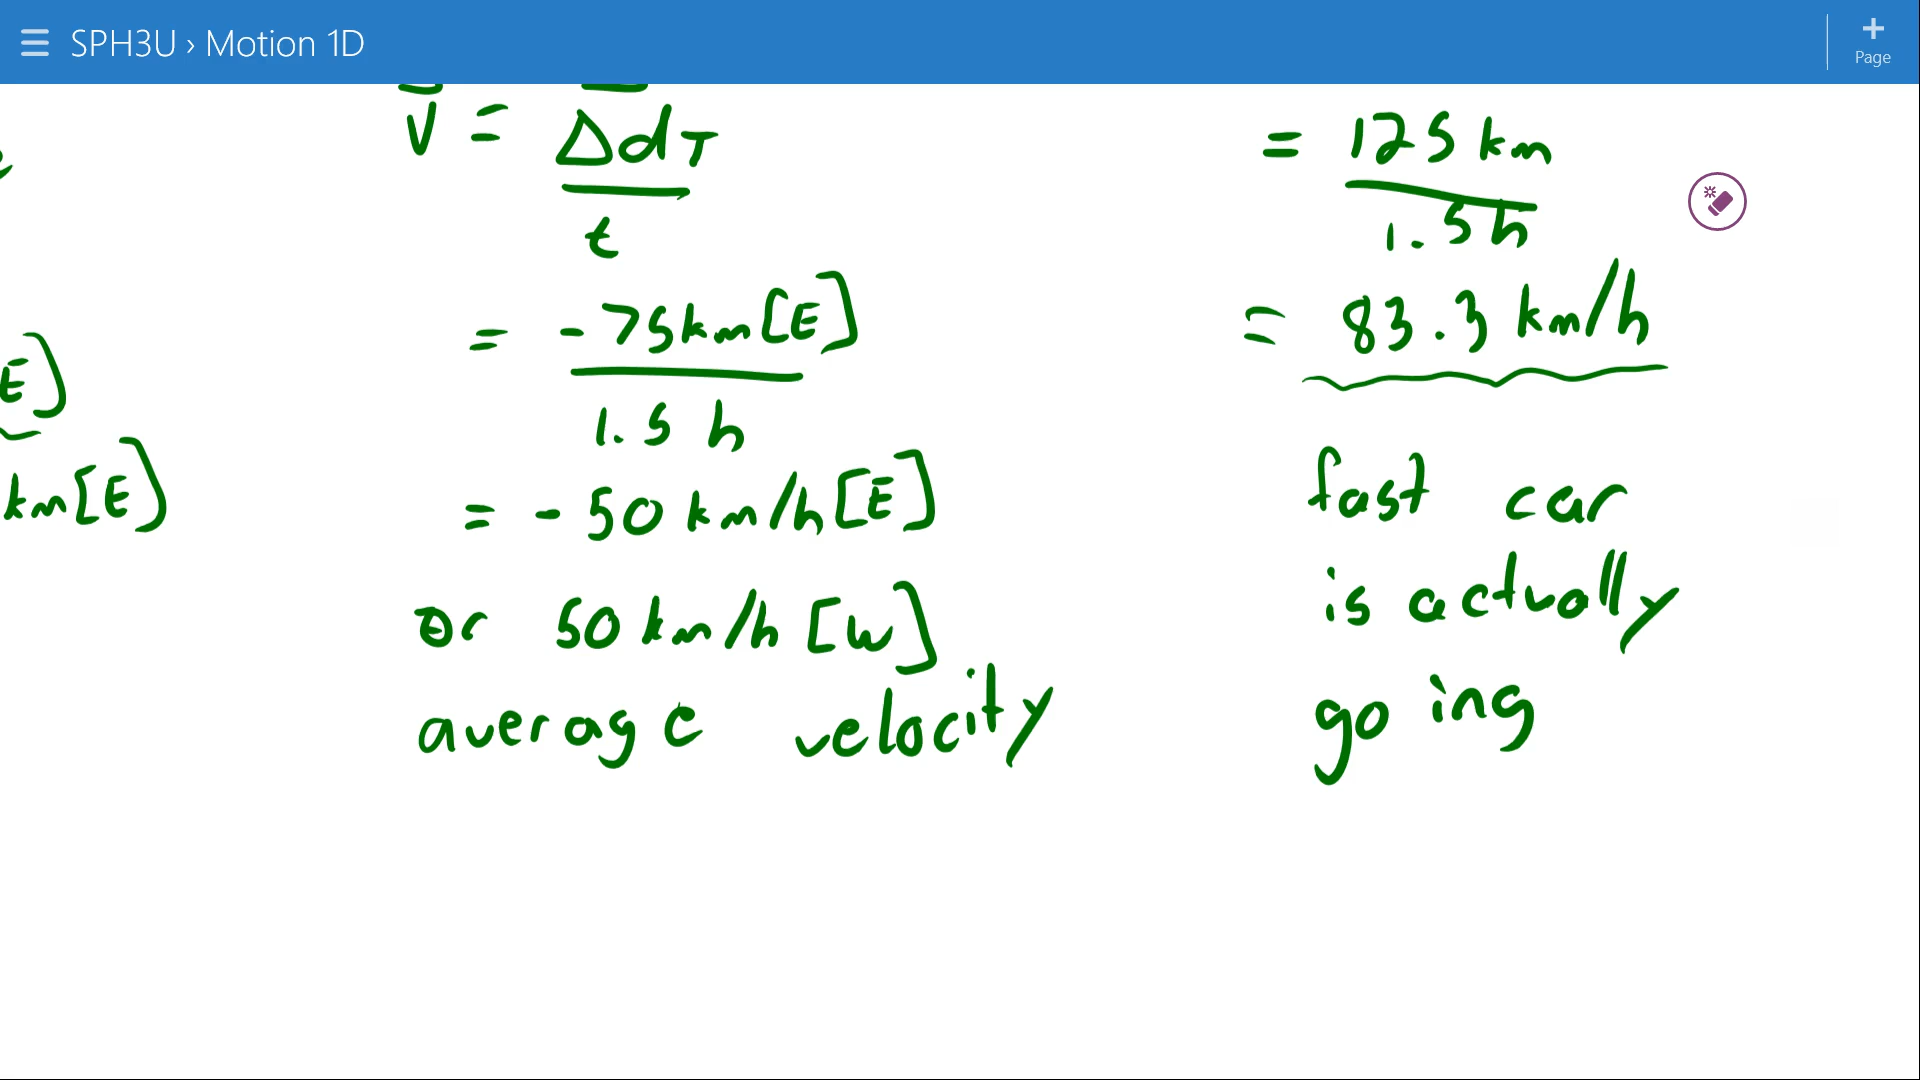 SPH3U › Motion 1D
Page
E]
km[E]
V = ΔdT
t
= -75km[E]
1.5 h
= -50 km/h[E]
or 50 km/h [W]
average velocity
= 125 km
1.5h
= 83.3 km/h
fast car
is actually
going